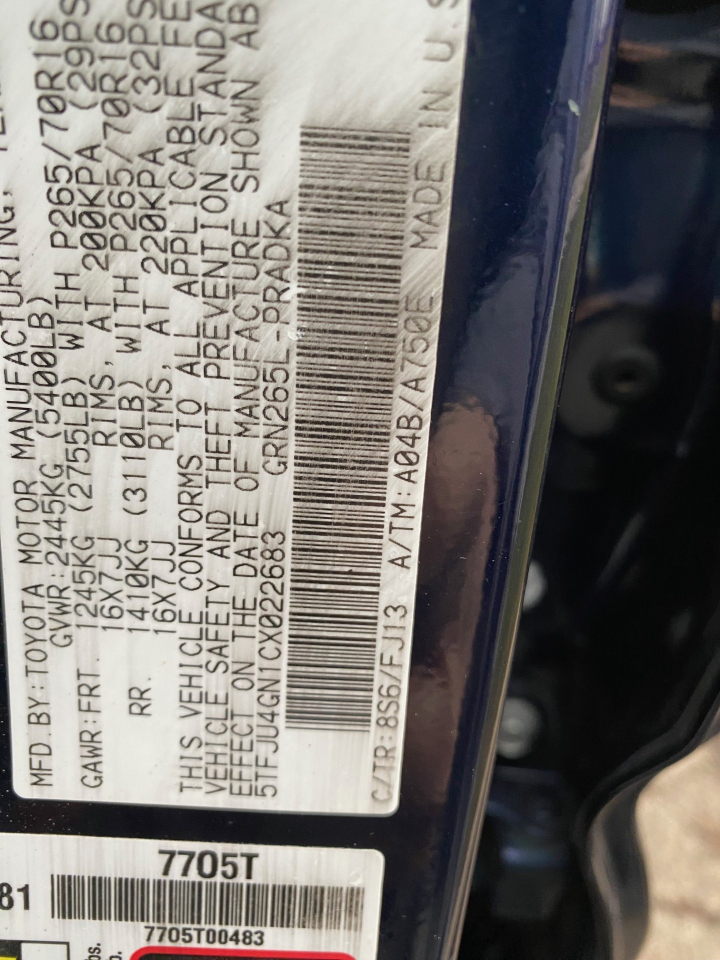 MFD.BY:TOYOTA MOTOR MANUFACTURING,
GVWR:2445KG (5400LB)
GAWR:FRT. 1245KG (2755LB) WITH P265/70R16
16X7JJ RIMS, AT 200KPA (29PS
RR. 1410KG (3110LB) WITH P265/70R16
16X7JJ RIMS, AT 220KPA (32PS
THIS VEHICLE CONFORMS TO ALL APPLICABLE FE
VEHICLE SAFETY AND THEFT PREVENTION STANDA
EFFECT ON THE DATE OF MANUFACTURE SHOWN AB
5TFJU4GN1CX022683 GRN265L-PRADKA
C/TR:8S6/FJ13 A/TM:A04B/A750E MADE IN U.S
7705T
81
7705T00483
bs.